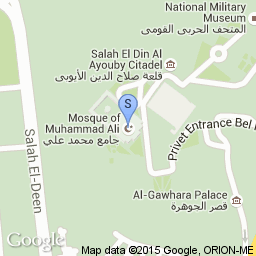 National Military
Museum
المتحف الحربى القومى
Salah El Din Al
Ayouby Citadel
قلعة صلاح الدين الأيوبي
S
Mosque of
Muhammad Ali
جامع محمد علي
Privet Entrance Bel
Salah El-Deen
Al-Gawhara Palace
قصر الجوهرة
Google
Map data ©2015 Google, ORION-ME